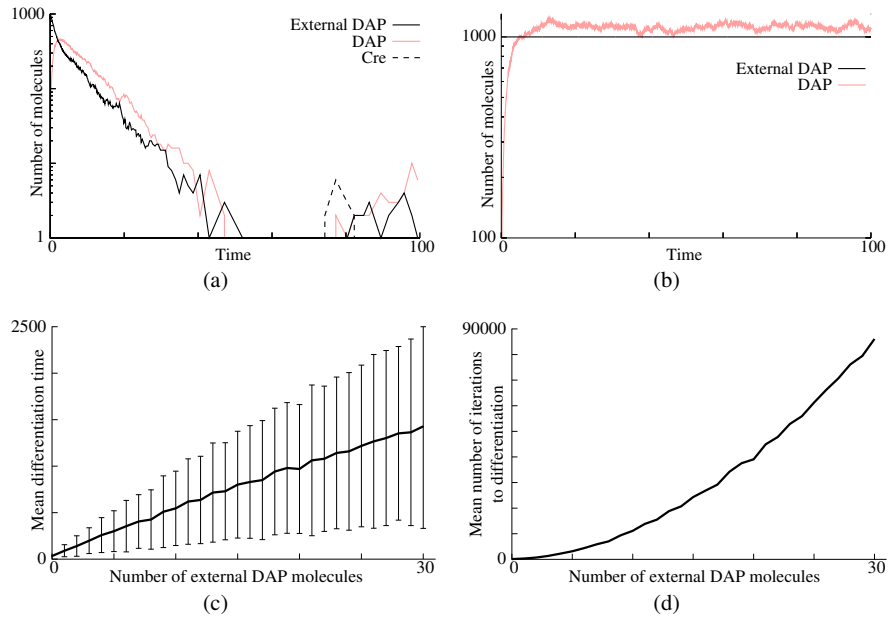 1000
External DAP
DAP
Cre
Number of molecules
1
0
Time
100
(a)
1000
External DAP
DAP
Number of molecules
100
0
Time
100
(b)
2500
Mean differentiation time
0
0
Number of external DAP molecules
30
(c)
90000
Mean number of iterations
to differentiation
0
0
Number of external DAP molecules
30
(d)